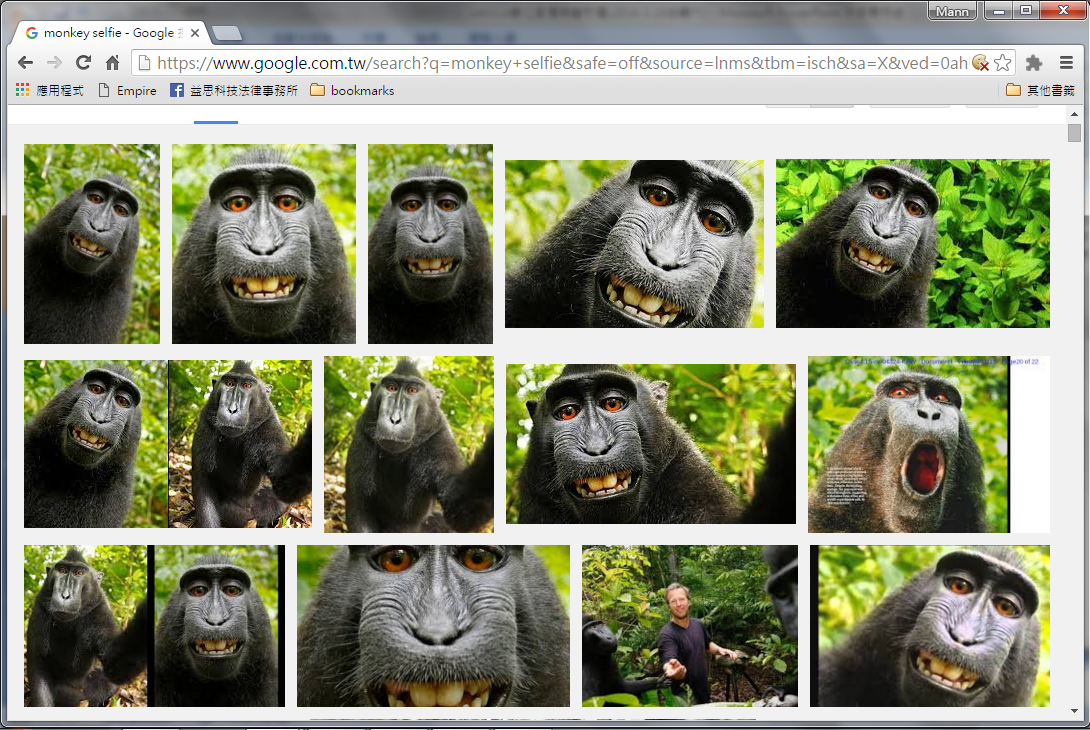 Mann
monkey selfie - Google
https://www.google.com.tw/search?q=monkey+selfie&safe=off&source=lnms&tbm=isch&sa=X&ved=0ah
應用程式
Empire
益思科技法律事務所
bookmarks
其他書籤